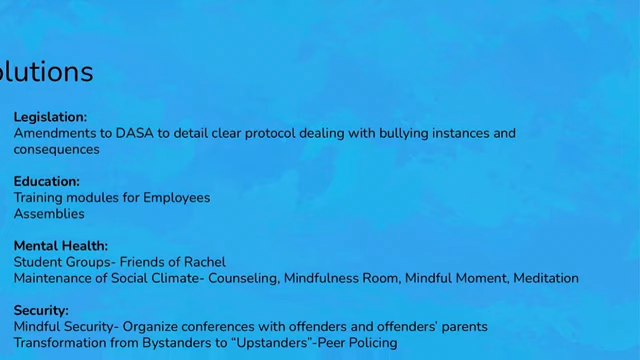 olutions
Legislation:
Amendments to DASA to detail clear protocol dealing with bullying instances and
consequences
Education:
Training modules for Employees
Assemblies
Mental Health:
Student Groups- Friends of Rachel
Maintenance of Social Climate- Counseling, Mindfulness Room, Mindful Moment, Meditation
Security:
Mindful Security- Organize conferences with offenders and offenders’ parents
Transformation from Bystanders to “Upstanders”-Peer Policing